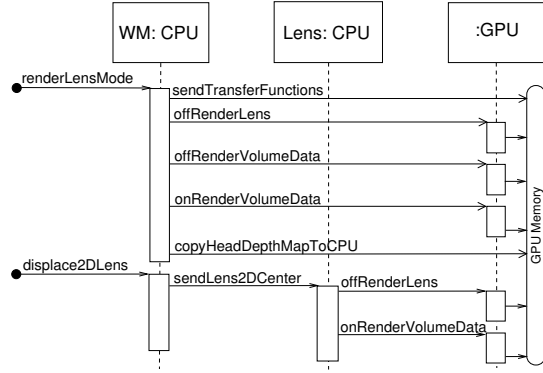 WM: CPU
Lens: CPU
:GPU
renderLensMode
sendTransferFunctions
offRenderLens
offRenderVolumeData
onRenderVolumeData
copyHeadDepthMapToCPU
GPU Memory
displace2DLens
sendLens2DCenter
offRenderLens
onRenderVolumeData